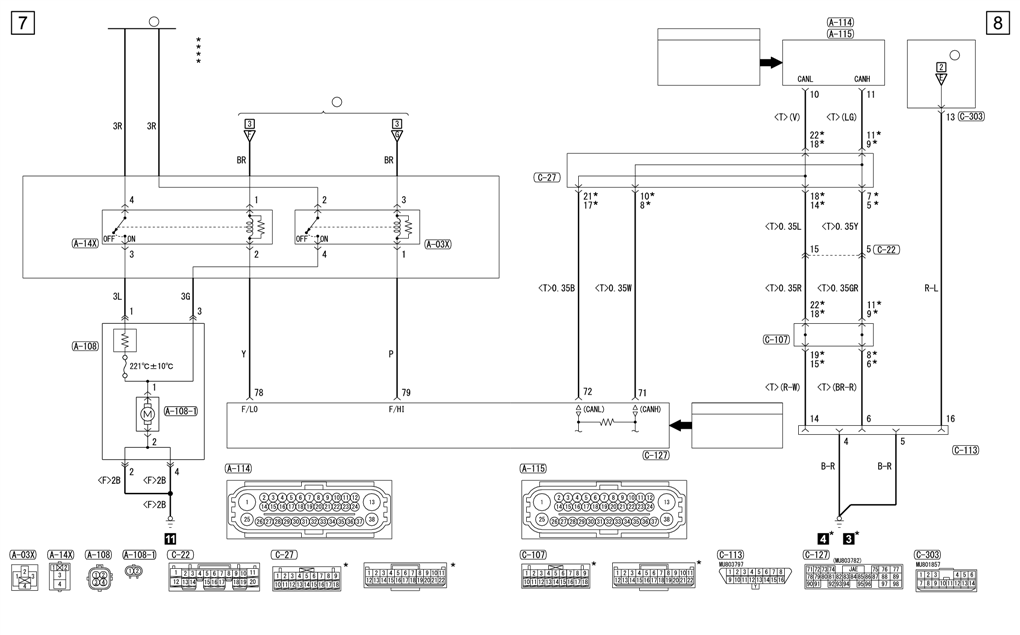 7
8
*
*
*
*
A-114
A-115
CANL
CANH
2
E
10
11
13
C-303
<T>(V)
<T>(LG)
3R
3R
3
F
3
G
BR
BR
22*
18*
11*
9*
C-27
21*
17*
10*
8*
18*
14*
7*
5*
4
1
2
3
OFF
ON
OFF
ON
A-14X
A-03X
3
2
4
1
<T>0.35L
<T>0.35Y
15
5
C-22
3L
3G
<T>0.35B
<T>0.35W
<T>0.35R
<T>0.35GR
R-L
1
3
22*
18*
11*
9*
A-108
221℃±10℃
C-107
Y
P
19*
15*
8*
6*
1
M
A-108-1
78
79
72
71
<T>(R-W)
<T>(BR-R)
F/LO
F/HI
(CANL)
(CANH)
14
6
16
2
C-127
4
5
C-113
2
4
<F>2B
<F>2B
<F>2B
B-R
B-R
11
4*
3*
A-114
1 2 3 4 5 6 7 8 9 10 11 12 13
14 15 16 17 18 19 20 21 22 23 24
25 26 27 28 29 30 31 32 33 34 35 36 37 38
A-115
1 2 3 4 5 6 7 8 9 10 11 12 13
14 15 16 17 18 19 20 21 22 23 24
25 26 27 28 29 30 31 32 33 34 35 36 37 38
A-03X
1
2
3
4
A-14X
1 2
3
4
A-108
1 2
3 4
A-108-1
1 2
C-22
1 2 3 4 5 6 7 8 9 10 11
12 13 14 15 16 17 18 19 20
C-27
1 2 3 4 5 6 7 8 9
10 11 12 13 14 15 16 17 18
*
1 2 3 4 5 6 7 8 9 10 11
12 13 14 15 16 17 18 19 20 21 22
*
C-107
1 2 3 4 5 6 7 8 9
10 11 12 13 14 15 16 17 18
*
1 2 3 4 5 6 7 8 9 10 11
12 13 14 15 16 17 18 19 20 21 22
*
C-113
MU803797
1 2 3 4 5 6 7 8
9 10 11 12 13 14 15 16
C-127
(MU803782)
71 72 73 74 JAE 75 76 77
78 79 80 81 82 83 84 85 86 87 88 89
90 91 92 93 94 95 96 97 98
C-303
MU801857
1 2 3 4 5 6
7 8 9 10 11 12 13 14